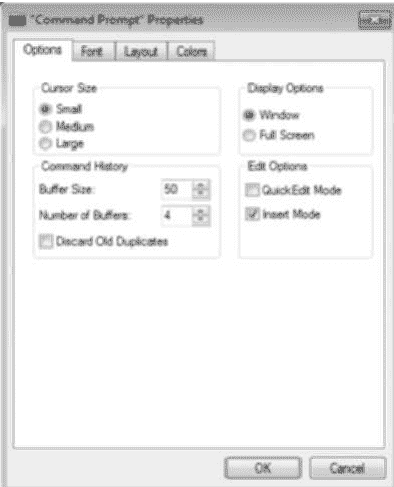 "Command Prompt" Properties
Options Font Layout Colors
Cursor Size
Small
Medium
Large
Display Options
Window
Full Screen
Command History
Buffer Size: 50
Number of Buffers: 4
Discard Old Duplicates
Edit Options
QuickEdit Mode
Insert Mode
OK Cancel